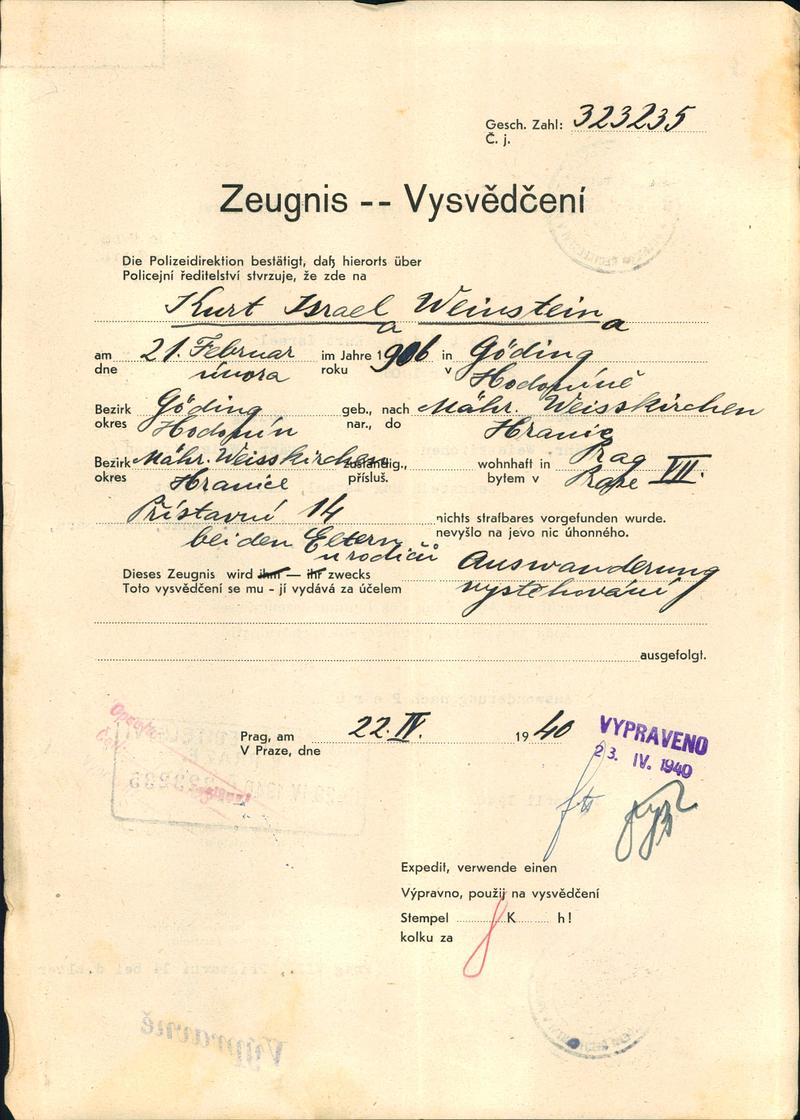 Gesch. Zahl: 323235
Č. j.
Zeugnis -- Vysvědčení
Die Polizeidirektion bestätigt, daß hierorts über
Policejní ředitelství stvrzuje, že zde na
Kurt Israel Weinstein
a a
am 21. Februar im Jahre 1906 in Göding
dne února roku v Hodoníně
Bezirk Göding geb., nach Mähr. Weisskirchen
okres Hodonín nar., do Hranic
Bezirk Mähr. Weisskirchen zuständig., wohnhaft in Prag
okres Hranice přísluš. bytem v Praze VII.
Přístavní 14 nichts strafbares vorgefunden wurde.
nevyšlo na jevo nic úhonného.
bei den Eltern
u rodičů
Dieses Zeugnis wird ihm — ihr zwecks Auswanderung
Toto vysvědčení se mu - jí vydává za účelem vystěhování
ausgefolgt.
Prag, am 22. IV. 19 40
V Praze, dne
VYPRAVENO
23. IV. 1940
Expedit, verwende einen
Výpravno, použij na vysvědčení
Stempel K h!
kolku za
Výpravně